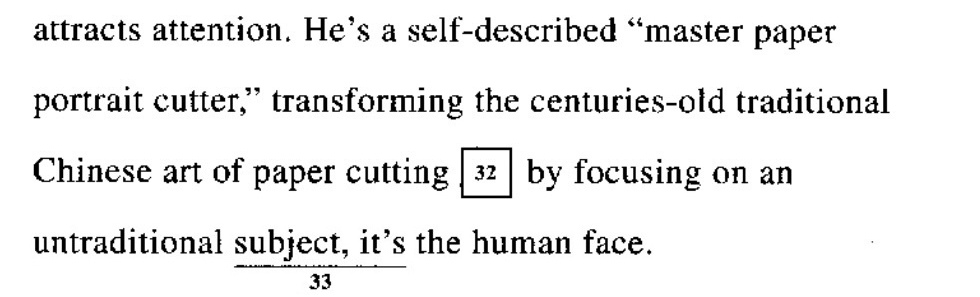 attracts attention. He’s a self-described “master paper
portrait cutter,” transforming the centuries-old traditional
Chinese art of paper cutting 32 by focusing on an
untraditional subject, it’s the human face.
33